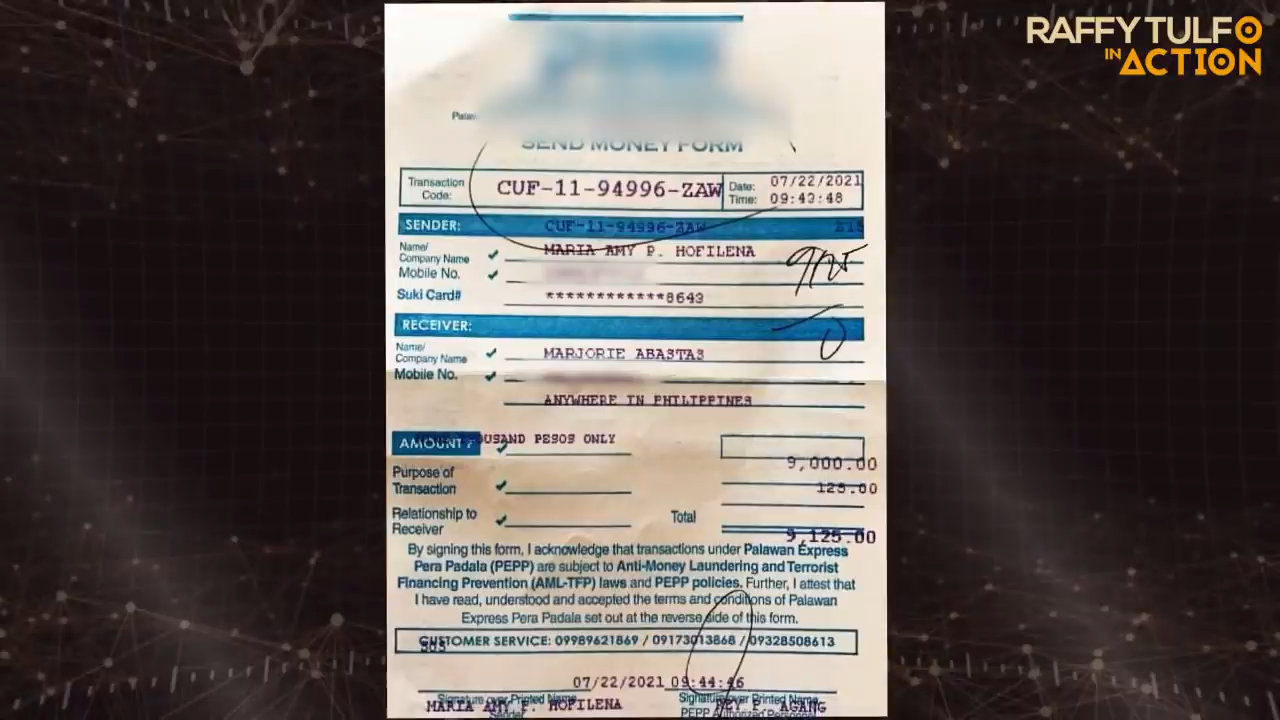 RAFFY TULFO
IN ACTION
SEND MONEY FORM
Transaction Code: CUF-11-94996-ZAW Date: 07/22/2021
Time: 09:43:48
SENDER: CUF-11-94996-ZAW
Name/ Company Name MARIA AMY P. HOFILENA
9125
Mobile No.
Suki Card# ************8643
RECEIVER:
Name/ Company Name MARJORIE ABASTAS
Mobile No.
ANYWHERE IN PHILIPPINES
AMOUNT: PESOS ONLY
9,000.00
Purpose of Transaction 125.00
Relationship to Receiver Total 9,125.00
By signing this form, I acknowledge that transactions under Palawan Express
Pera Padala (PEPP) are subject to Anti-Money Laundering and Terrorist
Financing Prevention (AML-TFP) laws and PEPP policies. Further, I attest that
I have read, understood and accepted the terms and conditions of Palawan
Express Pera Padala set out at the reverse side of this form.
CUSTOMER SERVICE: 09989621869 / 09173013868 / 09328508613
07/22/2021 09:44:46
Signature over Printed Name Signature over Printed Name
MARIA AMY P. HOFILENA AGANG
Sender PEPP Authorized Personnel